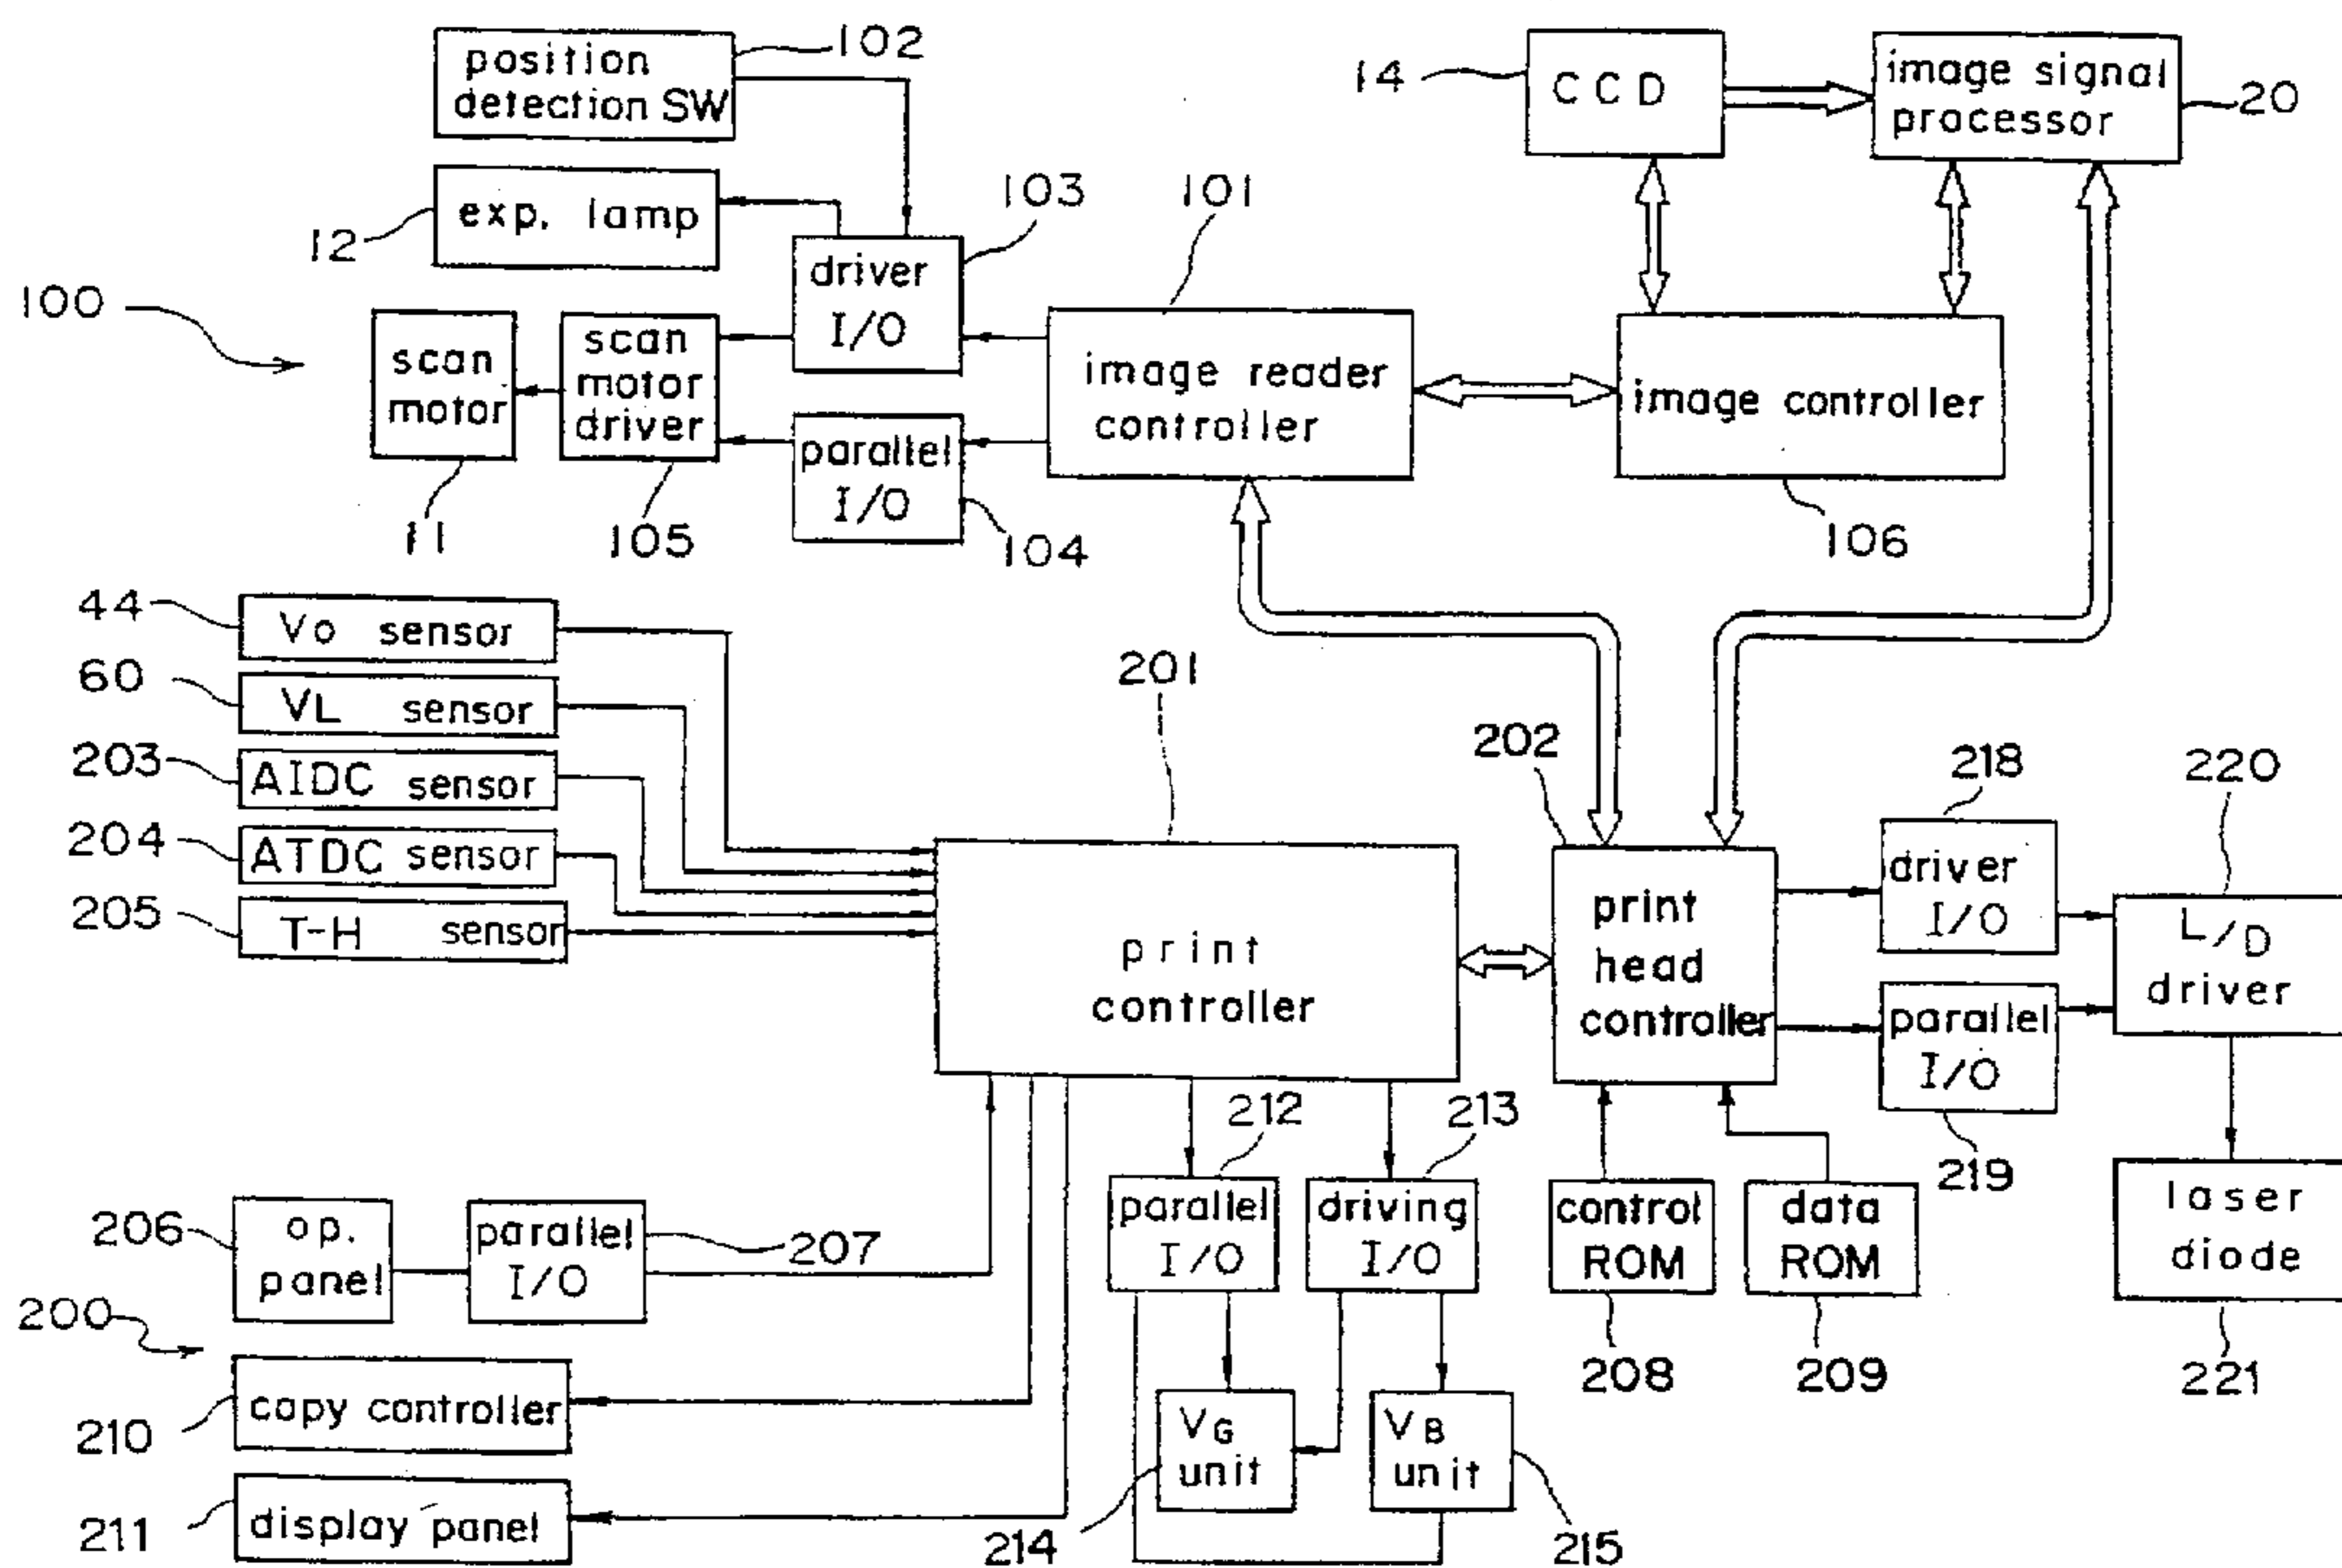 102
position
detection SW
14
CCD
image signal
processor
20
exp. lamp
12
103
driver
I/O
101
100
scan
motor
scan
motor
driver
image reader
controller
image controller
parallel
I/O
11
105
104
106
44
Vo sensor
60
VL sensor
203
AIDC sensor
204
ATDC sensor
205
T-H sensor
201
print
controller
202
print
head
controller
218
driver
I/O
220
L/D
driver
parallel
I/O
219
212
213
206
op.
panel
parallel
I/O
207
parallel
I/O
driving
I/O
control
ROM
data
ROM
laser
diode
200
208
209
221
copy controller
210
VG
unit
VB
unit
display panel
211
214
215